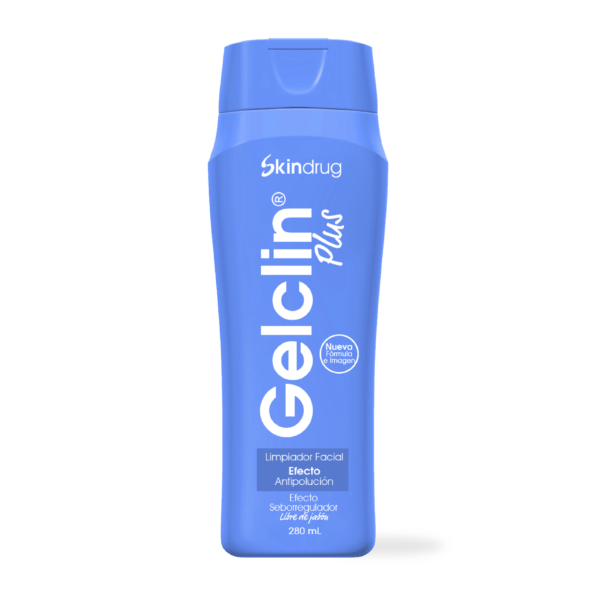 Skindrug
Gelclin®
Plus
Nueva
Fórmula
e Imagen
Limpiador Facial
Efecto
Antipolución
Efecto
Seborregulador
Libre de jabón
280 mL